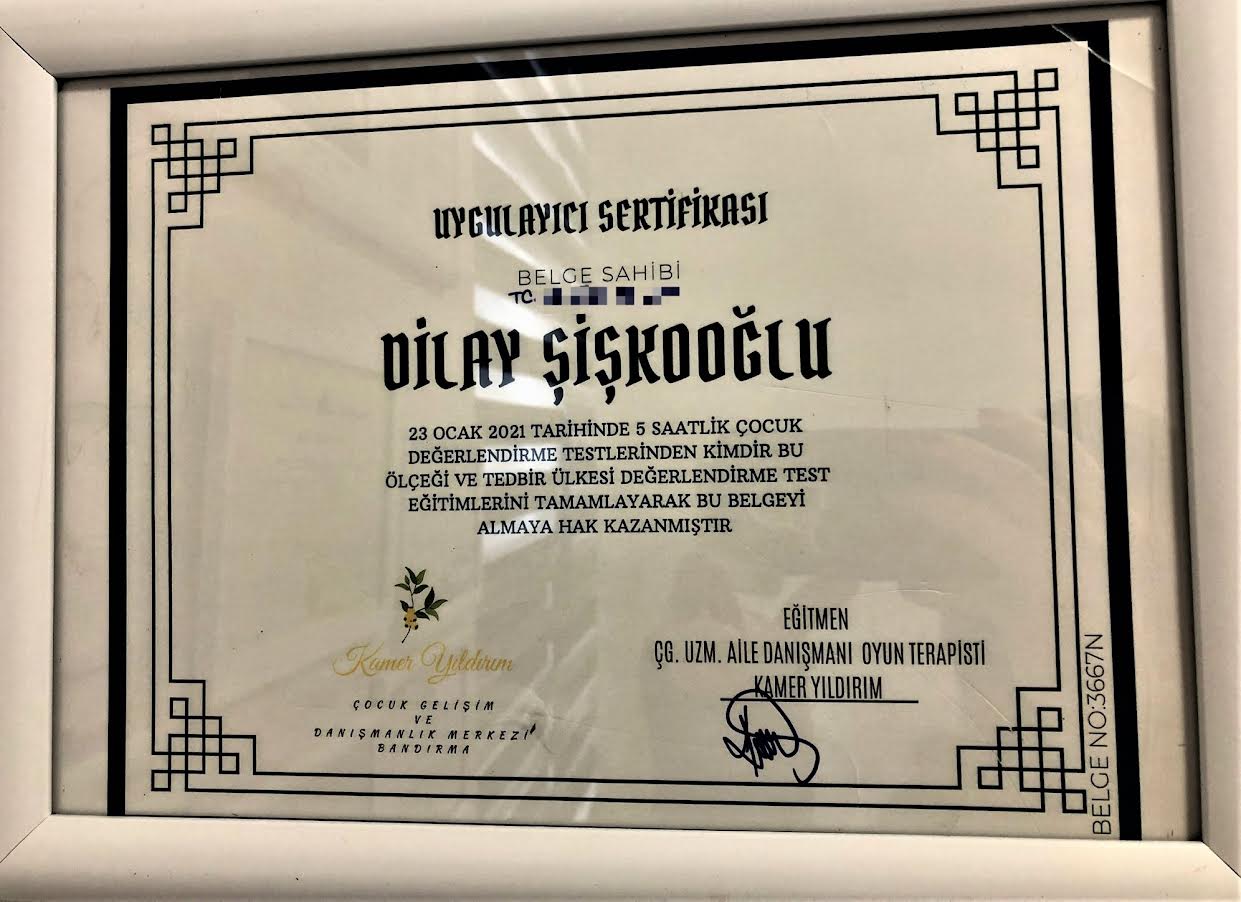 UYGULAYICI SERTİFİKASI
BELGE SAHİBİ
TC.
DİLAY ŞİŞKOOĞLU
23 OCAK 2021 TARİHİNDE 5 SAATLİK ÇOCUK
DEĞERLENDİRME TESTLERİNDEN KİMDİR BU
ÖLÇEĞİ VE TEDBİR ÜLKESİ DEĞERLENDİRME TEST
EĞİTİMLERİNİ TAMAMLAYARAK BU BELGEYİ
ALMAYA HAK KAZANMIŞTIR
Kamer Yıldırım
ÇOCUK GELİŞİM
VE
DANIŞMANLIK MERKEZİ
BANDIRMA
EĞİTMEN
ÇG. UZM. AİLE DANIŞMANI OYUN TERAPİSTİ
KAMER YILDIRIM
BELGE NO:3667N